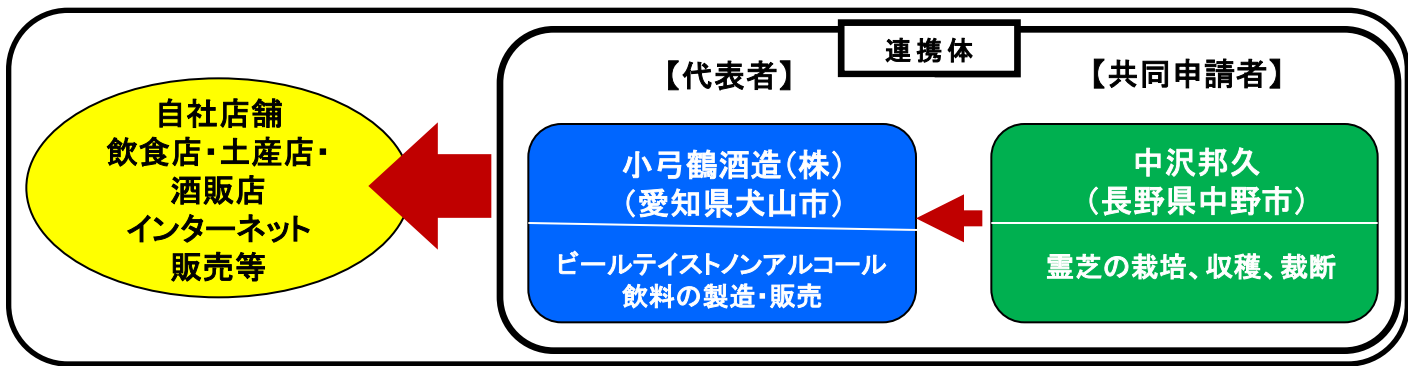 連携体
【代表者】
【共同申請者】
自社店舗
飲食店・土産店・
酒販店
インターネット
販売等
小弓鶴酒造(株)
(愛知県犬山市)
ビールテイストノンアルコール
飲料の製造・販売
中沢邦久
(長野県中野市)
霊芝の栽培、収穫、裁断